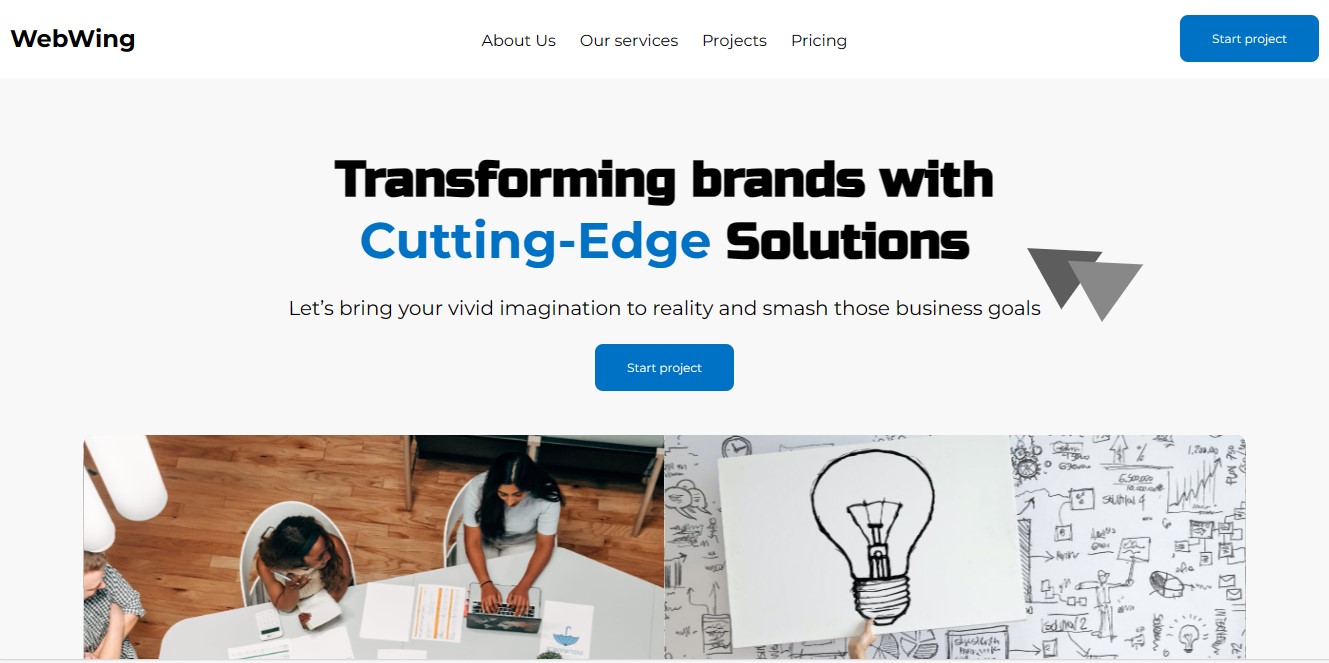 WebWing
About Us Our services Projects Pricing
Start project
Transforming brands with
Cutting-Edge Solutions
Let’s bring your vivid imagination to reality and smash those business goals
Start project